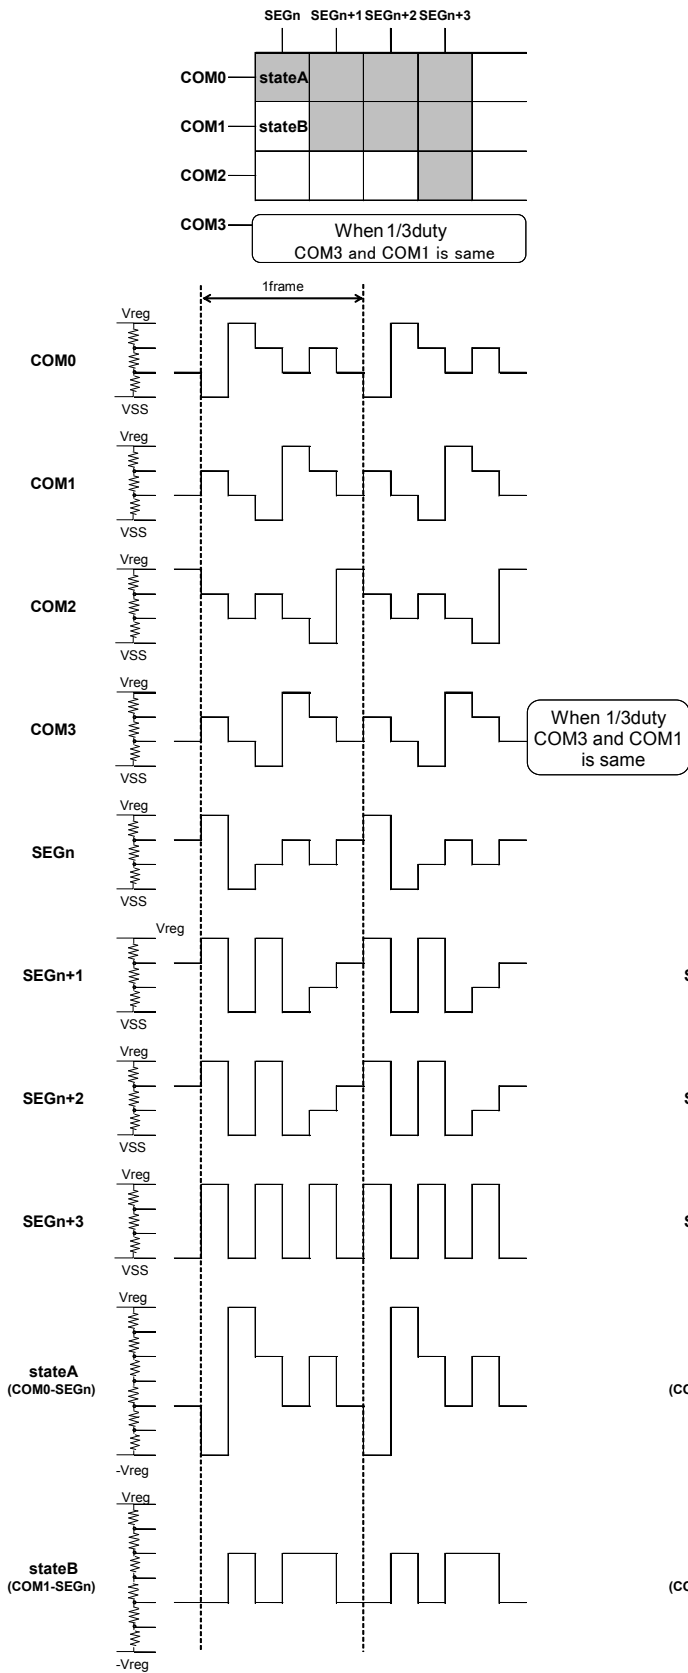 SEGn SEGn+1 SEGn+2 SEGn+3
COM0 stateA
COM1 stateB
COM2
COM3
When 1/3duty
COM3 and COM1 is same
1frame
Vreg
COM0
VSS
Vreg
COM1
VSS
Vreg
COM2
VSS
Vreg
COM3
VSS
When 1/3duty
COM3 and COM1
is same
Vreg
SEGn
VSS
Vreg
SEGn+1
S
VSS
Vreg
SEGn+2
S
VSS
Vreg
SEGn+3
S
VSS
Vreg
stateA
(COM0-SEGn)
(CO
-Vreg
Vreg
stateB
(COM1-SEGn)
(CO
-Vreg